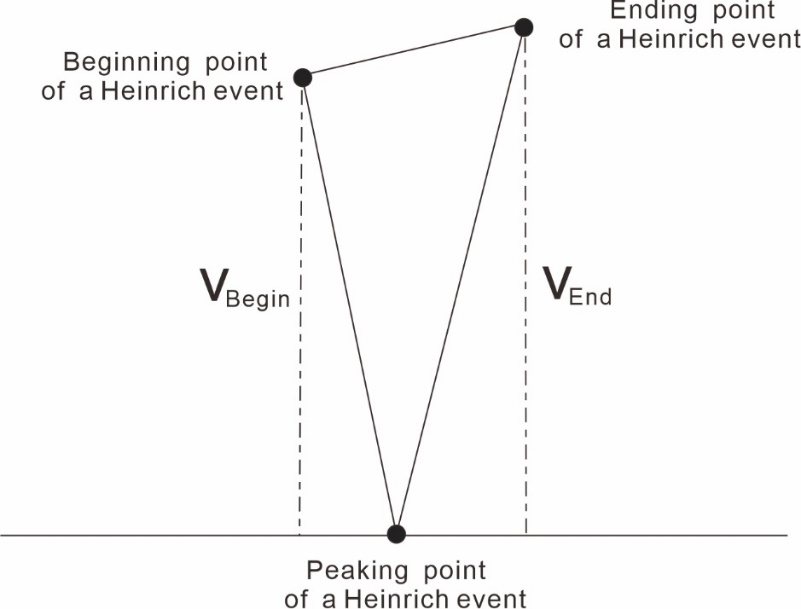 Ending point
of a Heinrich event
Beginning point
of a Heinrich event
VBegin
VEnd
Peaking point
of a Heinrich event